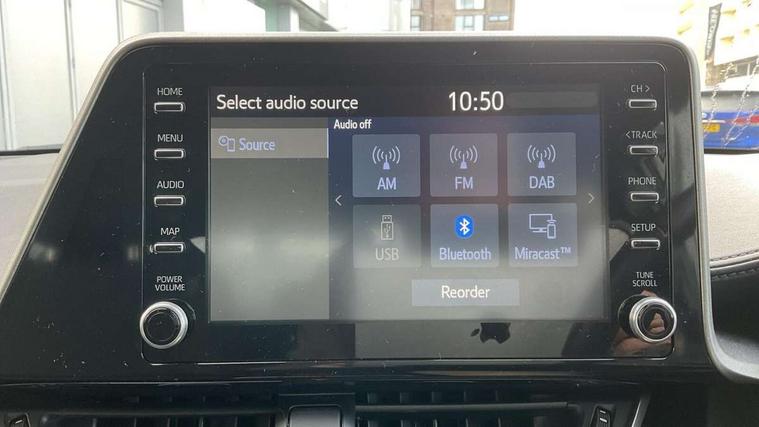 HOME
MENU
AUDIO
MAP
POWER
VOLUME
Select audio source 10:50
Source
Audio off
AM FM DAB
USB Bluetooth Miracast™
Reorder
CH >
< TRACK
PHONE
SETUP
TUNE
SCROLL